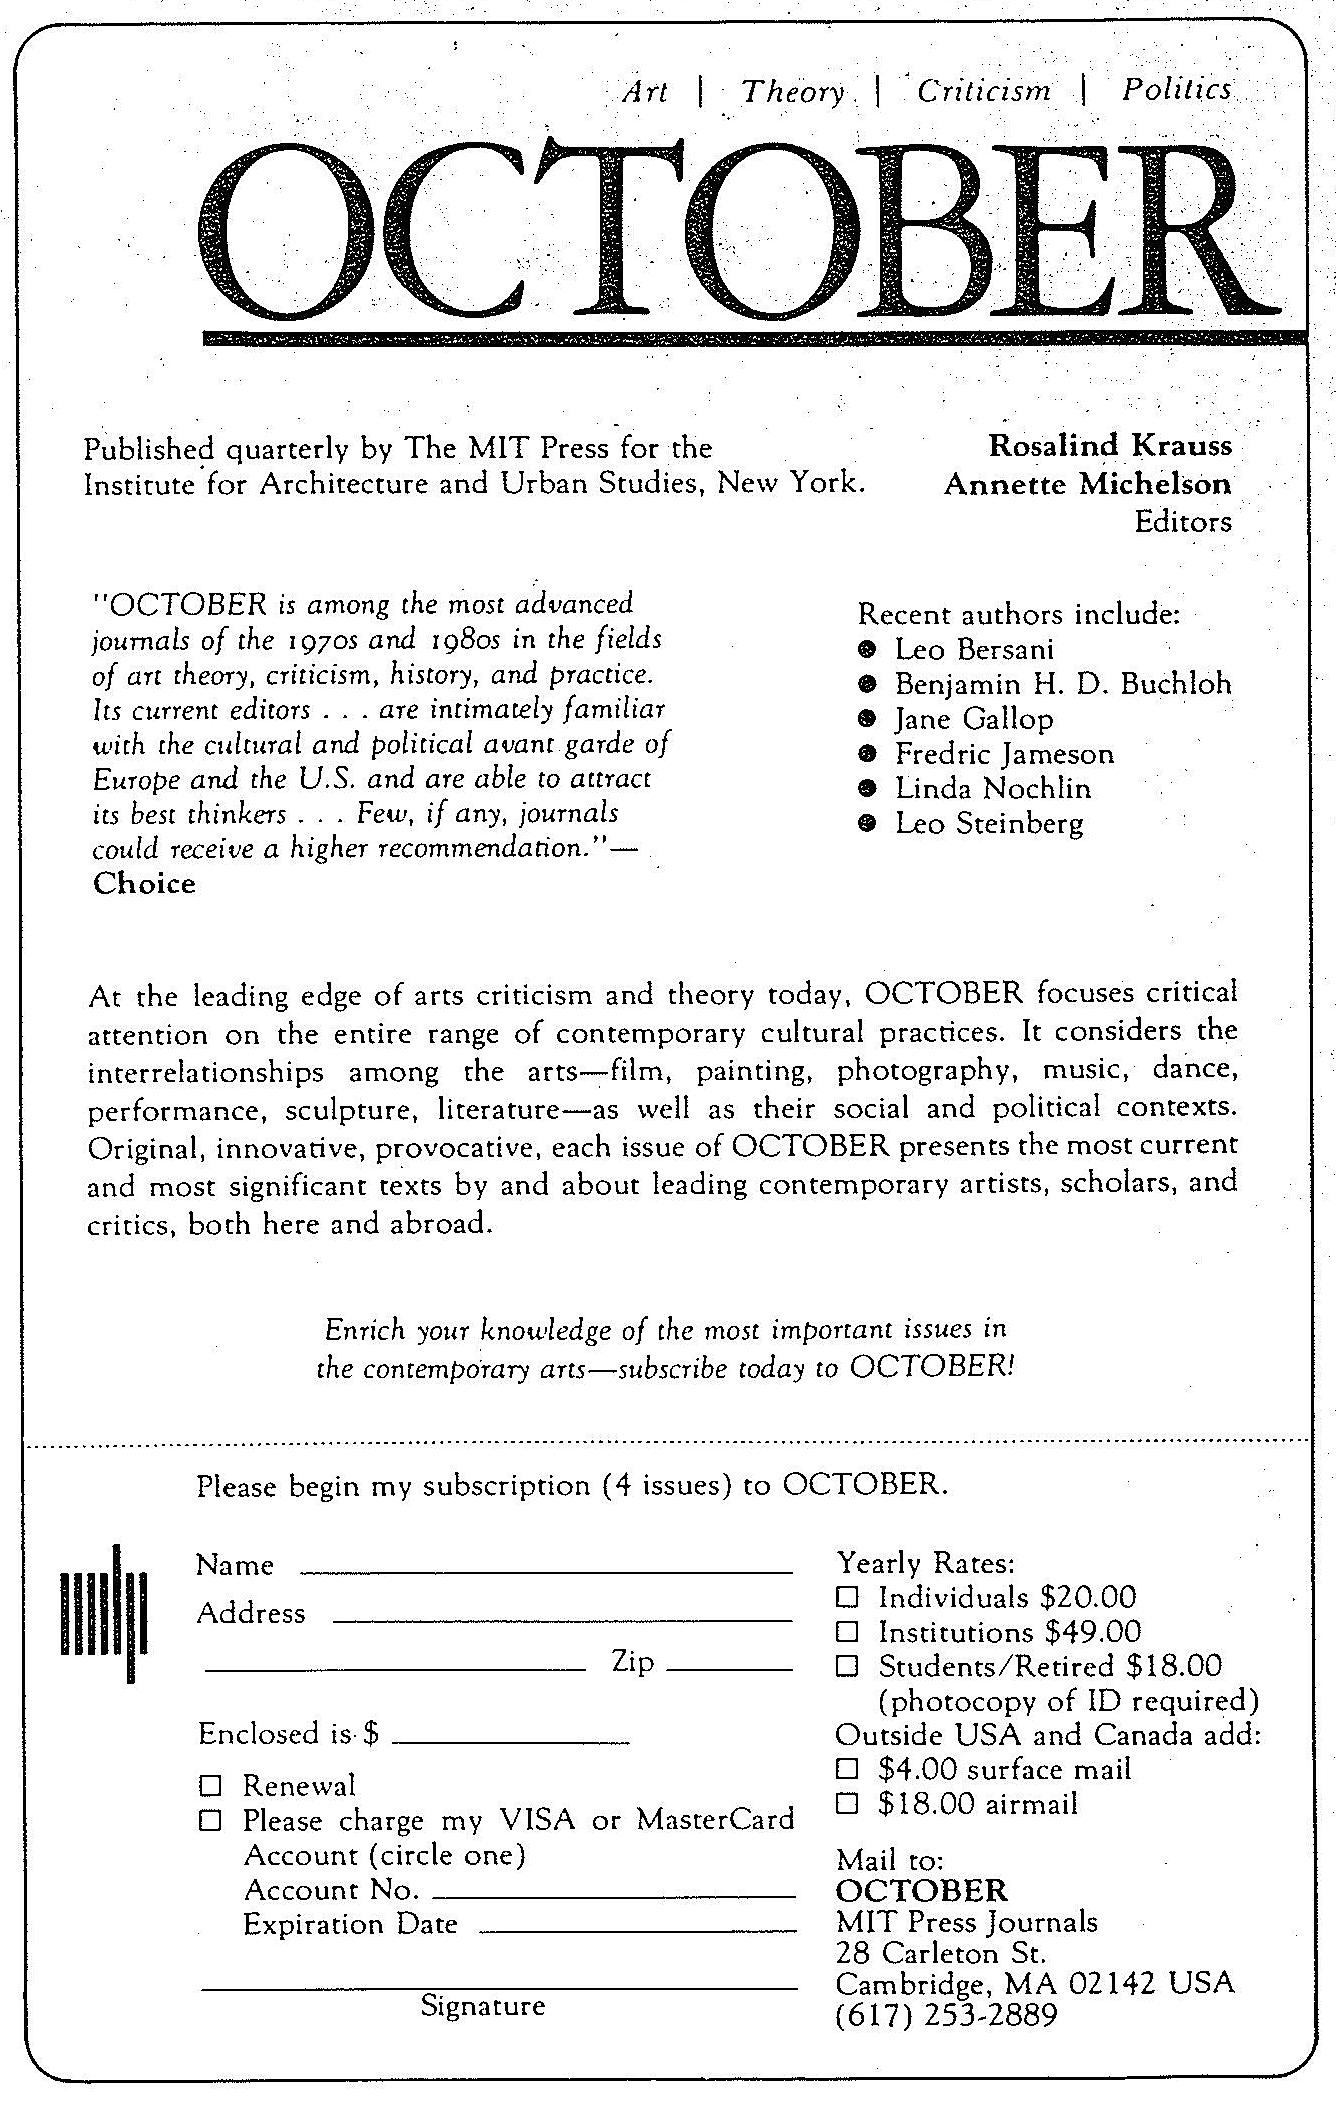 Art | Theory | Criticism | Politics
OCTOBER
Published quarterly by The MIT Press for the
Institute for Architecture and Urban Studies, New York.
Rosalind Krauss
Annette Michelson
Editors
"OCTOBER is among the most advanced
journals of the 1970s and 1980s in the fields
of art theory, criticism, history, and practice.
Its current editors . . . are intimately familiar
with the cultural and political avant garde of
Europe and the U.S. and are able to attract
its best thinkers . . . Few, if any, journals
could receive a higher recommendation."—
Choice
Recent authors include:
● Leo Bersani
● Benjamin H. D. Buchloh
● Jane Gallop
● Fredric Jameson
● Linda Nochlin
● Leo Steinberg
At the leading edge of arts criticism and theory today, OCTOBER focuses critical
attention on the entire range of contemporary cultural practices. It considers the
interrelationships among the arts—film, painting, photography, music, dance,
performance, sculpture, literature—as well as their social and political contexts.
Original, innovative, provocative, each issue of OCTOBER presents the most current
and most significant texts by and about leading contemporary artists, scholars, and
critics, both here and abroad.
Enrich your knowledge of the most important issues in
the contemporary arts—subscribe today to OCTOBER!
Please begin my subscription (4 issues) to OCTOBER.
Name
Address
Zip
Enclosed is $
□ Renewal
□ Please charge my VISA or MasterCard
Account (circle one)
Account No.
Expiration Date
Signature
Yearly Rates:
□ Individuals $20.00
□ Institutions $49.00
□ Students/Retired $18.00
(photocopy of ID required)
Outside USA and Canada add:
□ $4.00 surface mail
□ $18.00 airmail
Mail to:
OCTOBER
MIT Press Journals
28 Carleton St.
Cambridge, MA 02142 USA
(617) 253-2889